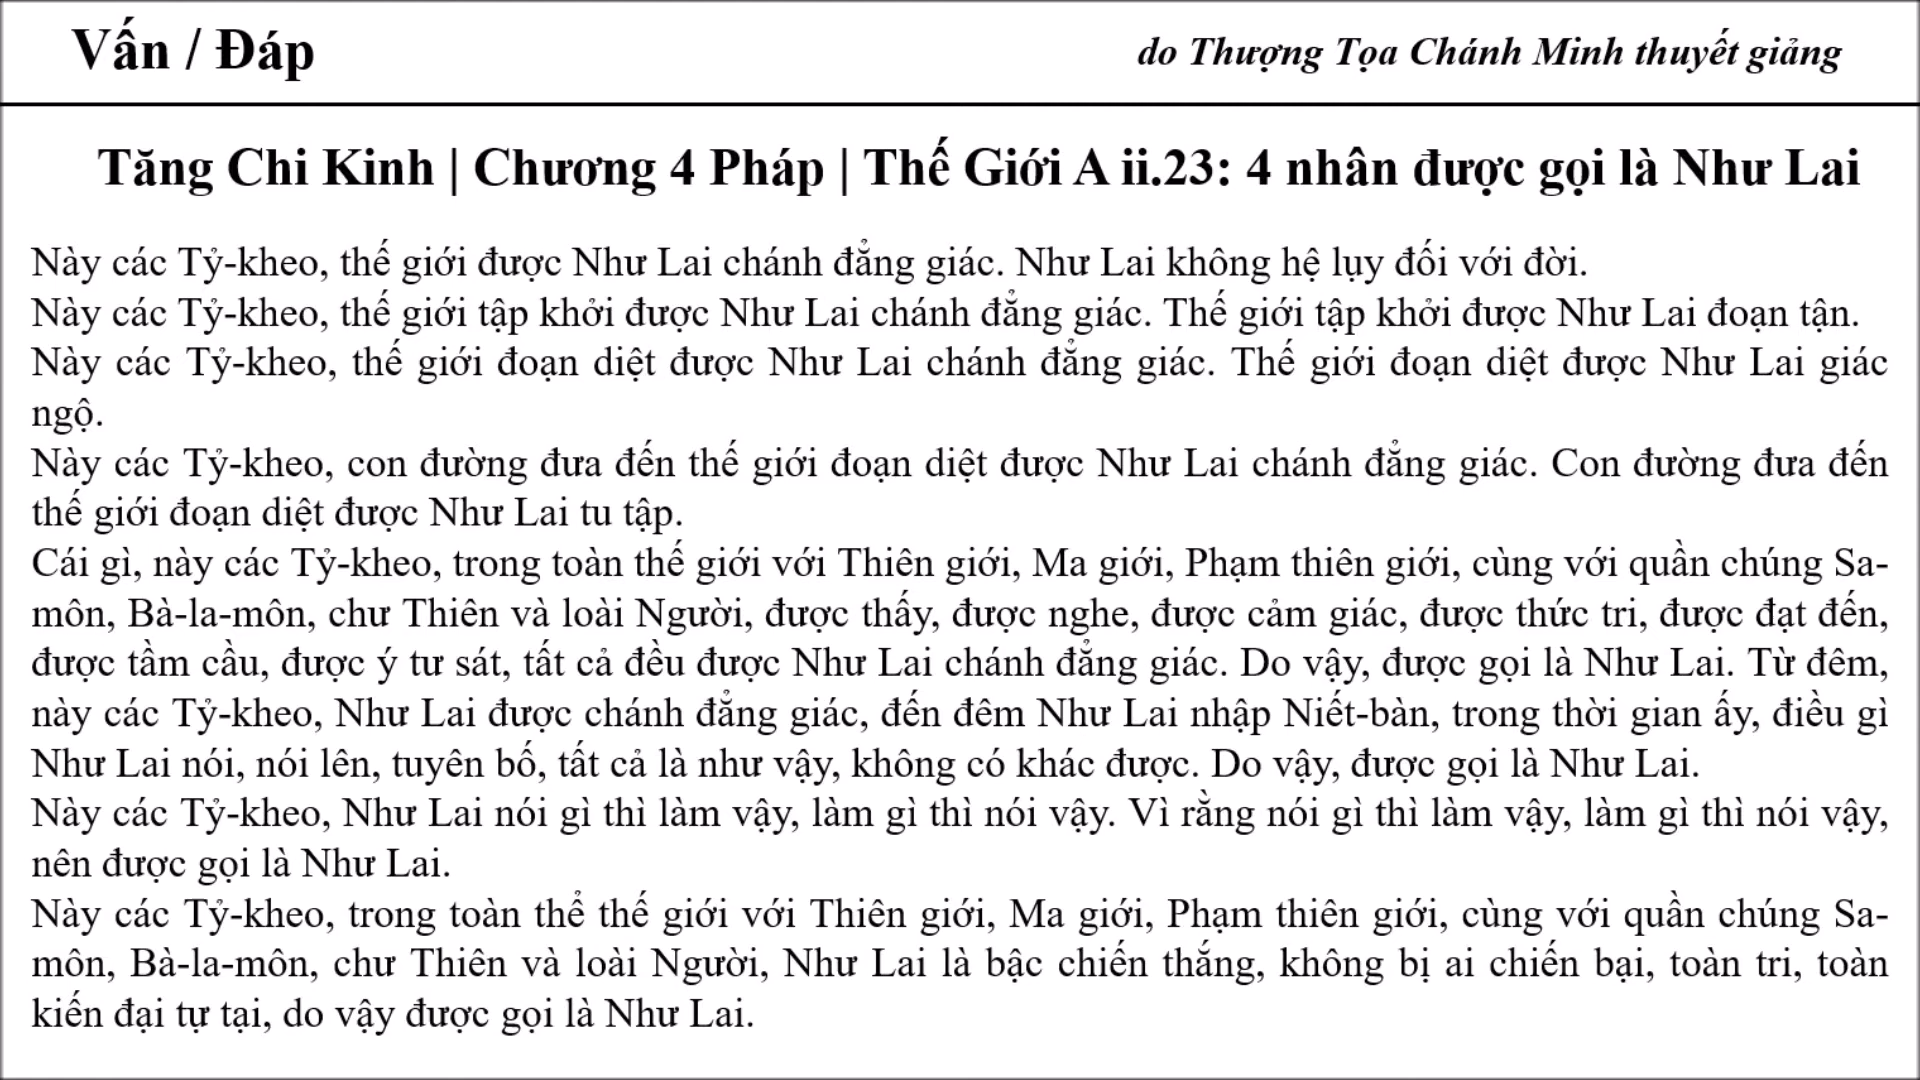 Vấn / Đáp
do Thượng Tọa Chánh Minh thuyết giảng
Tăng Chi Kinh | Chương 4 Pháp | Thế Giới A ii.23: 4 nhân được gọi là Như Lai
Này các Tỷ-kheo, thế giới được Như Lai chánh đẳng giác. Như Lai không hệ lụy đối với đời.
Này các Tỷ-kheo, thế giới tập khởi được Như Lai chánh đẳng giác. Thế giới tập khởi được Như Lai đoạn tận.
Này các Tỷ-kheo, thế giới đoạn diệt được Như Lai chánh đẳng giác. Thế giới đoạn diệt được Như Lai giác
ngộ.
Này các Tỷ-kheo, con đường đưa đến thế giới đoạn diệt được Như Lai chánh đẳng giác. Con đường đưa đến
thế giới đoạn diệt được Như Lai tu tập.
Cái gì, này các Tỷ-kheo, trong toàn thế giới với Thiên giới, Ma giới, Phạm thiên giới, cùng với quần chúng Sa-
môn, Bà-la-môn, chư Thiên và loài Người, được thấy, được nghe, được cảm giác, được thức tri, được đạt đến,
được tầm cầu, được ý tư sát, tất cả đều được Như Lai chánh đẳng giác. Do vậy, được gọi là Như Lai. Từ đêm,
này các Tỷ-kheo, Như Lai được chánh đẳng giác, đến đêm Như Lai nhập Niết-bàn, trong thời gian ấy, điều gì
Như Lai nói, nói lên, tuyên bố, tất cả là như vậy, không có khác được. Do vậy, được gọi là Như Lai.
Này các Tỷ-kheo, Như Lai nói gì thì làm vậy, làm gì thì nói vậy. Vì rằng nói gì thì làm vậy, làm gì thì nói vậy,
nên được gọi là Như Lai.
Này các Tỷ-kheo, trong toàn thể thế giới với Thiên giới, Ma giới, Phạm thiên giới, cùng với quần chúng Sa-
môn, Bà-la-môn, chư Thiên và loài Người, Như Lai là bậc chiến thắng, không bị ai chiến bại, toàn tri, toàn
kiến đại tự tại, do vậy được gọi là Như Lai.